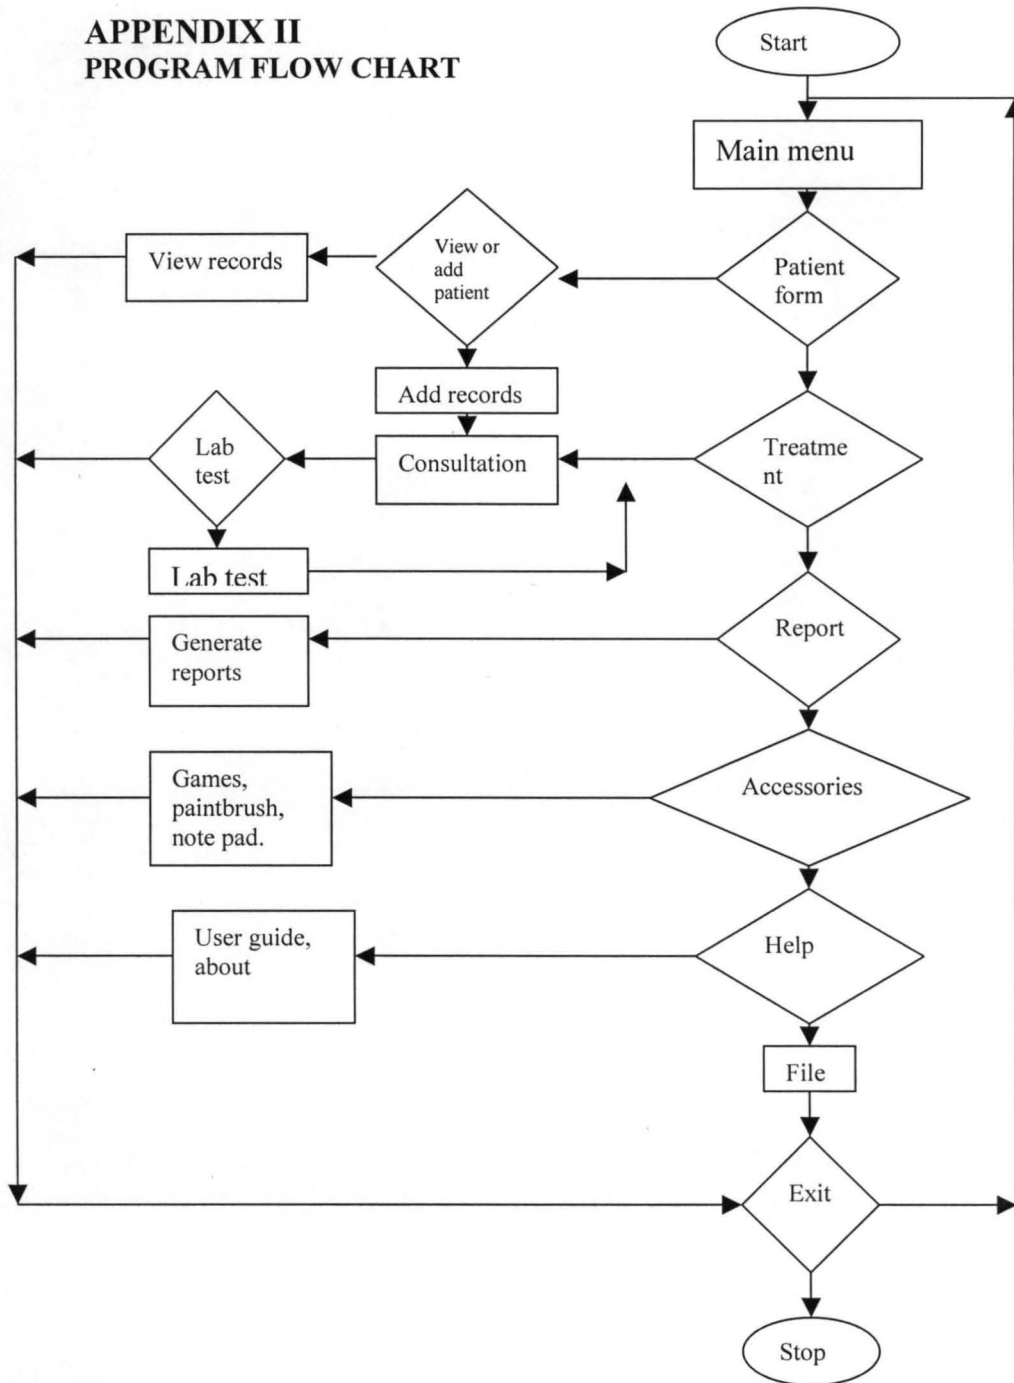 APPENDIX II
PROGRAM FLOW CHART
Start
Main menu
Patient
form
View or
add
patient
View records
Add records
Treatme
nt
Consultation
Lab
test
Lab test
Report
Generate
reports
Accessories
Games,
paintbrush,
note pad.
Help
User guide,
about
File
Exit
Stop